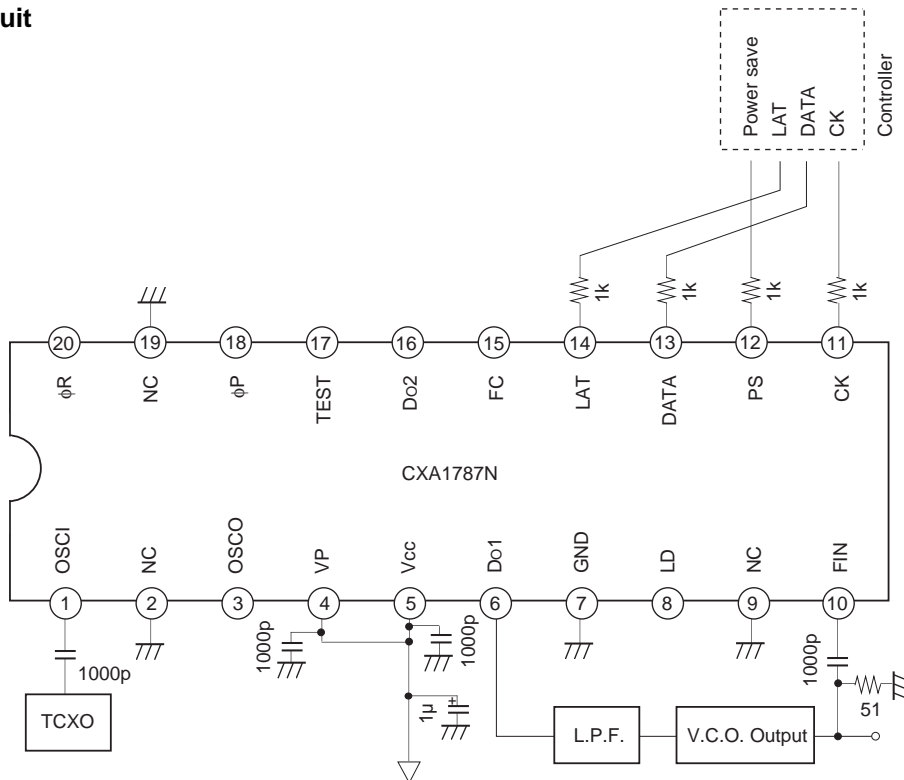 uit
Power save
LAT
DATA
CK
Controller
1k
1k
1k
1k
20
19
18
17
16
15
14
13
12
11
ϕR
NC
ϕP
TEST
DO2
FC
LAT
DATA
PS
CK
CXA1787N
OSCI
NC
OSCO
VP
Vcc
DO1
GND
LD
NC
FIN
1
2
3
4
5
6
7
8
9
10
1000p
1000p
1000p
1000p
1µ
+
51
TCXO
L.P.F.
V.C.O. Output